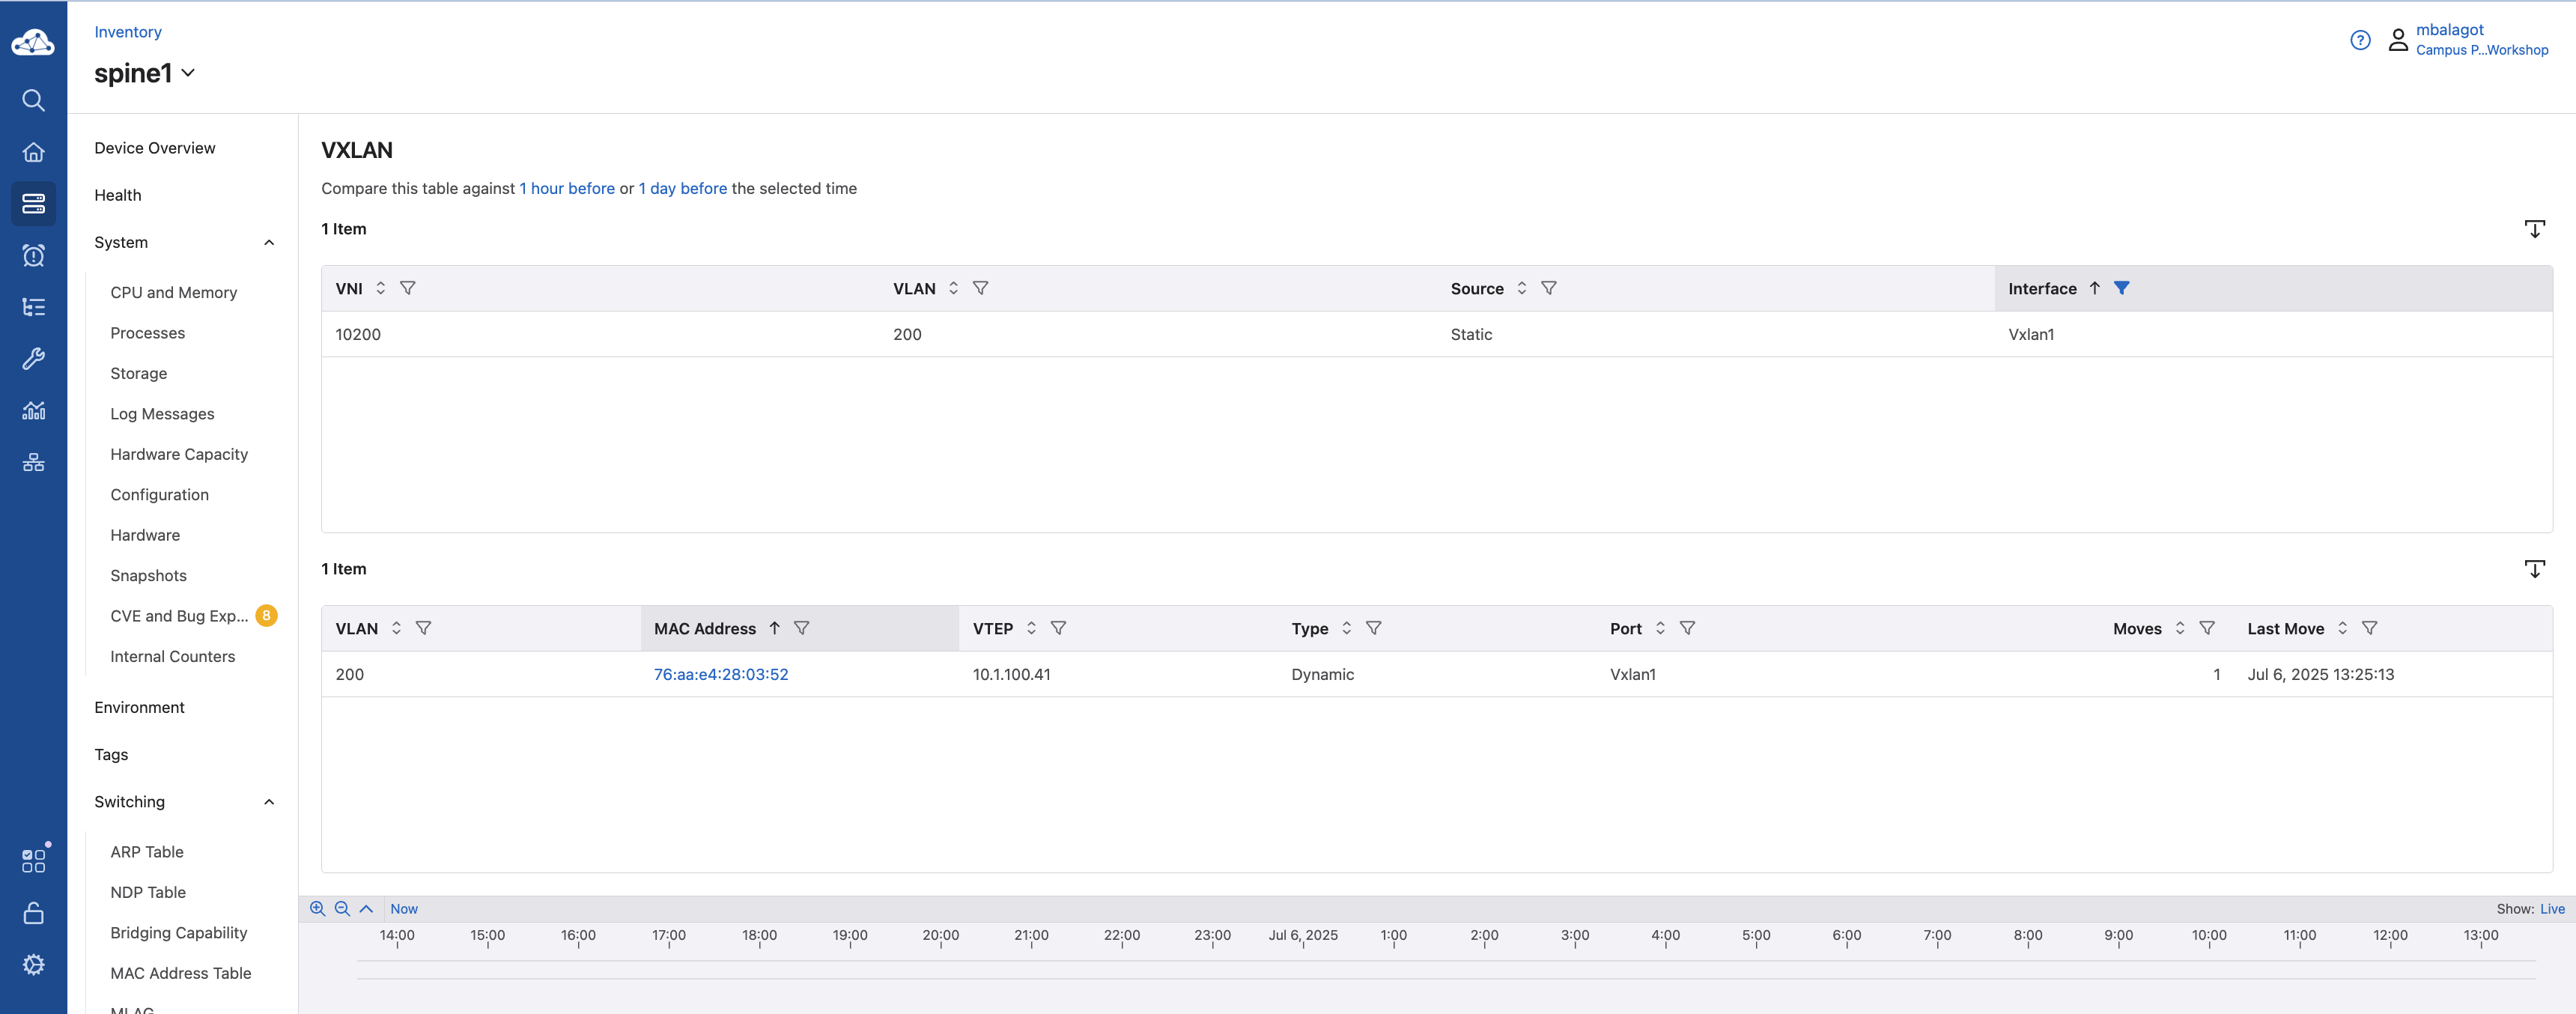 Inventory
spine1
mbalagot
Campus P...Workshop
Device Overview
Health
System
CPU and Memory
Processes
Storage
Log Messages
Hardware Capacity
Configuration
Hardware
Snapshots
CVE and Bug Exp... 8
Internal Counters
Environment
Tags
Switching
ARP Table
NDP Table
Bridging Capability
MAC Address Table
MLAG
VXLAN
Compare this table against 1 hour before or 1 day before the selected time
1 Item
VNI VLAN Source Interface
10200 200 Static Vxlan1
1 Item
VLAN MAC Address VTEP Type Port Moves Last Move
200 76:aa:e4:28:03:52 10.1.100.41 Dynamic Vxlan1 1 Jul 6, 2025 13:25:13
Now Show: Live
14:00 15:00 16:00 17:00 18:00 19:00 20:00 21:00 22:00 23:00 Jul 6, 2025 1:00 2:00 3:00 4:00 5:00 6:00 7:00 8:00 9:00 10:00 11:00 12:00 13:00